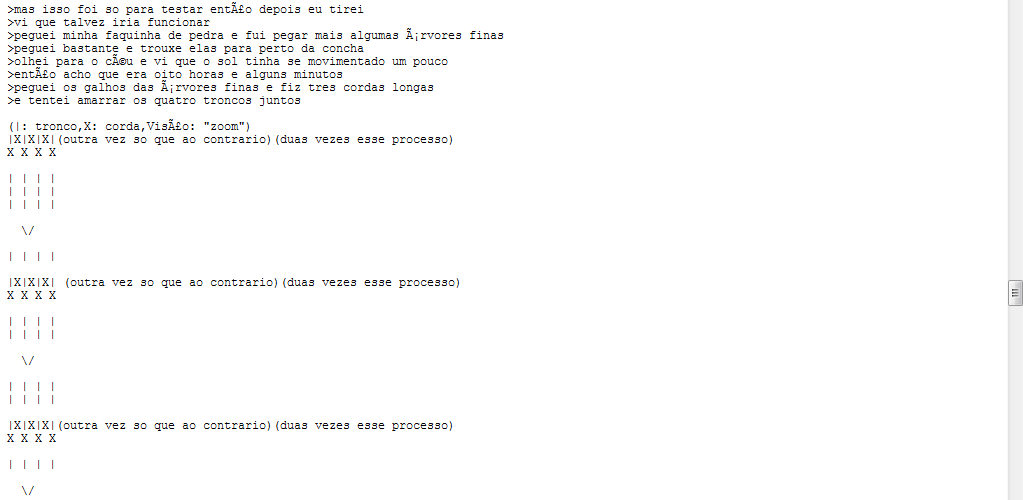 >mas isso foi so para testar entÃ£o depois eu tirei
>vi que talvez iria funcionar
>peguei minha faquinha de pedra e fui pegar mais algumas Ã¡rvores finas
>peguei bastante e trouxe elas para perto da concha
>olhei para o cÃ©u e vi que o sol tinha se movimentado um pouco
>entÃ£o acho que era oito horas e alguns minutos
>peguei os galhos das Ã¡rvores finas e fiz tres cordas longas
>e tentei amarrar os quatro troncos juntos
(|: tronco,X: corda,VisÃ£o: "zoom")
|X|X|X|(outra vez so que ao contrario)(duas vezes esse processo)
X X X X
| | | |
| | | |
| | | |
\/
| | | |
|X|X|X| (outra vez so que ao contrario)(duas vezes esse processo)
X X X X
| | | |
| | | |
\/
| | | |
| | | |
|X|X|X|(outra vez so que ao contrario)(duas vezes esse processo)
X X X X
| | | |
\/